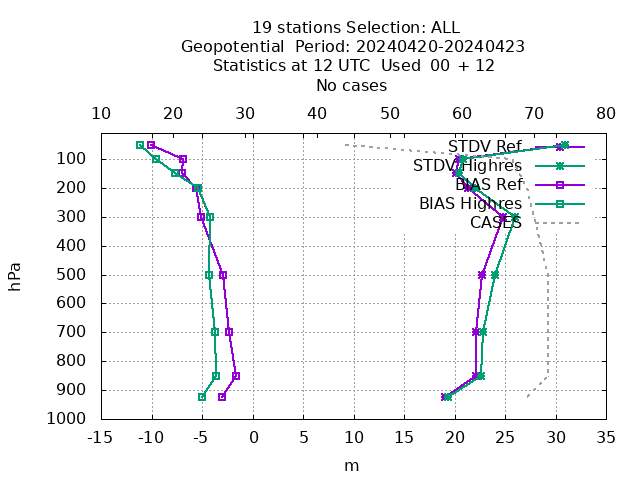 19 stations Selection: ALL
Geopotential  Period: 20240420-20240423
Statistics at 12 UTC  Used  00 + 12
No cases
10 20 30 40 50 60 70 80
STDV Ref
STDV Highres
BIAS Ref
BIAS Highres
CASES
100
200
300
400
500
600
700
800
900
1000
hPa
-15 -10 -5 0 5 10 15 20 25 30 35
m